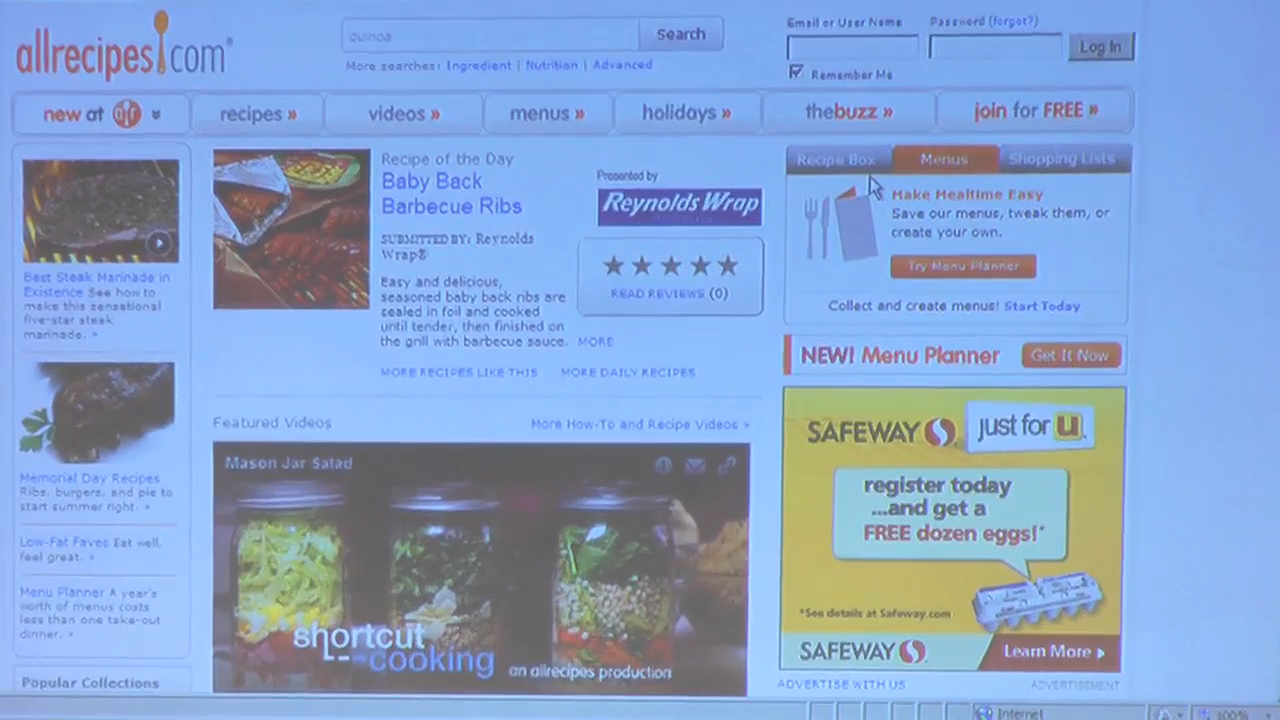 allrecipes.com
quinoa
Search
More searches: Ingredient | Nutrition | Advanced
Email or User Name
Password (forgot?)
Log In
Remember Me
new at ar
recipes »
videos »
menus »
holidays »
thebuzz »
join for FREE »
Best Steak Marinade in
Existence See how to
make this sensational
five-star steak
marinade. »
Memorial Day Recipes
Ribs, burgers, and pie to
start summer right. »
Low-Fat Faves Eat well,
feel great. »
Menu Planner A year's
worth of menus costs
less than one take-out
dinner. »
Popular Collections
Recipe of the Day
Baby Back
Barbecue Ribs
SUBMITTED BY: Reynolds
Wrap®
Easy and delicious,
seasoned baby back ribs are
sealed in foil and cooked
until tender, then finished on
the grill with barbecue sauce. MORE
MORE RECIPES LIKE THIS
MORE DAILY RECIPES
Presented by
Reynolds Wrap
READ REVIEWS (0)
Featured Videos
More How-To and Recipe Videos »
Mason Jar Salad
shortcut
cooking
an allrecipes production
Recipe Box
Menus
Shopping Lists
Make Mealtime Easy
Save our menus, tweak them, or
create your own.
Try Menu Planner
Collect and create menus! Start Today
NEW! Menu Planner
Get It Now
SAFEWAY
just for u
register today
...and get a
FREE dozen eggs!*
*See details at Safeway.com
SAFEWAY
Learn More
ADVERTISE WITH US
ADVERTISEMENT
Internet
100%